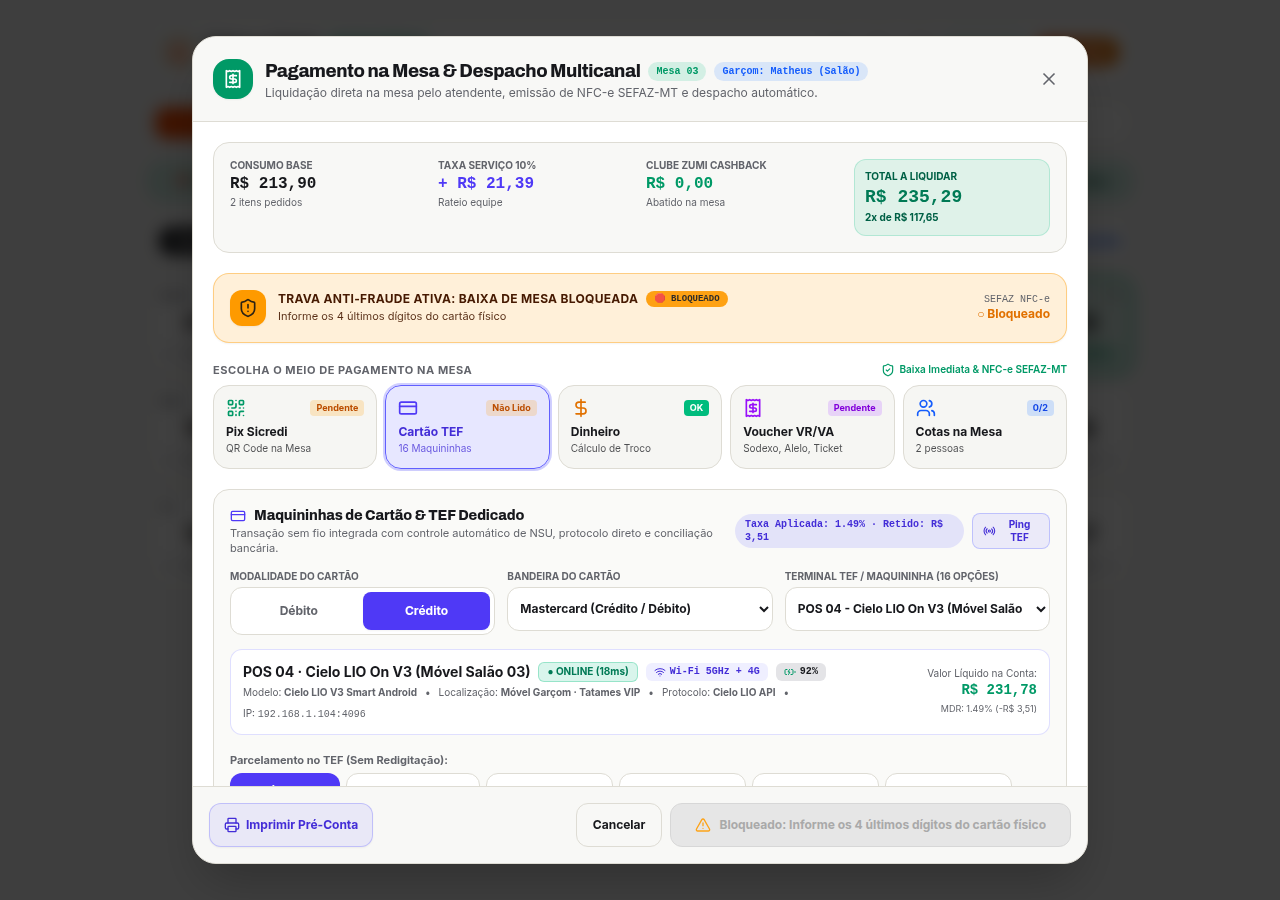 Pagamento na Mesa & Despacho Multicanal
Mesa 03
Garçom: Matheus (Salão)
Liquidação direta na mesa pelo atendente, emissão de NFC-e SEFAZ-MT e despacho automático.
CONSUMO BASE
R$ 213,90
2 itens pedidos
TAXA SERVIÇO 10%
+ R$ 21,39
Rateio equipe
CLUBE ZUMI CASHBACK
R$ 0,00
Abatido na mesa
TOTAL A LIQUIDAR
R$ 235,29
2x de R$ 117,65
TRAVA ANTI-FRAUDE ATIVA: BAIXA DE MESA BLOQUEADA
BLOQUEADO
Informe os 4 últimos dígitos do cartão físico
SEFAZ NFC-e
○ Bloqueado
ESCOLHA O MEIO DE PAGAMENTO NA MESA
Baixa Imediata & NFC-e SEFAZ-MT
Pendente
Pix Sicredi
QR Code na Mesa
Não Lido
Cartão TEF
16 Maquininhas
OK
Dinheiro
Cálculo de Troco
Pendente
Voucher VR/VA
Sodexo, Alelo, Ticket
0/2
Cotas na Mesa
2 pessoas
Maquininhas de Cartão & TEF Dedicado
Transação sem fio integrada com controle automático de NSU, protocolo direto e conciliação
bancária.
Taxa Aplicada: 1.49% · Retido: R$
3,51
Ping
TEF
MODALIDADE DO CARTÃO
Débito
Crédito
BANDEIRA DO CARTÃO
Mastercard (Crédito / Débito)
TERMINAL TEF / MAQUININHA (16 OPÇÕES)
POS 04 - Cielo LIO On V3 (Móvel Salão
POS 04 · Cielo LIO On V3 (Móvel Salão 03)
● ONLINE (18ms)
Wi-Fi 5GHz + 4G
92%
Modelo: Cielo LIO V3 Smart Android • Localização: Móvel Garçom · Tatames VIP • Protocolo: Cielo LIO API •
IP: 192.168.1.104:4096
Valor Líquido na Conta:
R$ 231,78
MDR: 1.49% (-R$ 3,51)
Parcelamento no TEF (Sem Redigitação):
Imprimir Pré-Conta
Cancelar
Bloqueado: Informe os 4 últimos dígitos do cartão físico